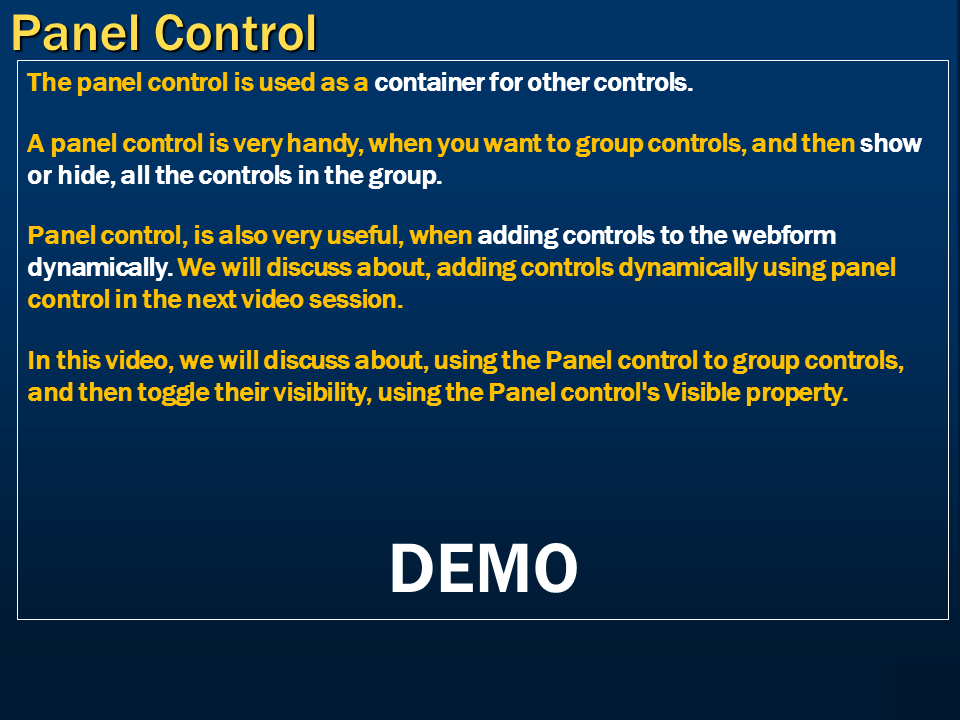 Panel Control
The panel control is used as a container for other controls.
A panel control is very handy, when you want to group controls, and then show
or hide, all the controls in the group.
Panel control, is also very useful, when adding controls to the webform
dynamically. We will discuss about, adding controls dynamically using panel
control in the next video session.
In this video, we will discuss about, using the Panel control to group controls,
and then toggle their visibility, using the Panel control's Visible property.
DEMO